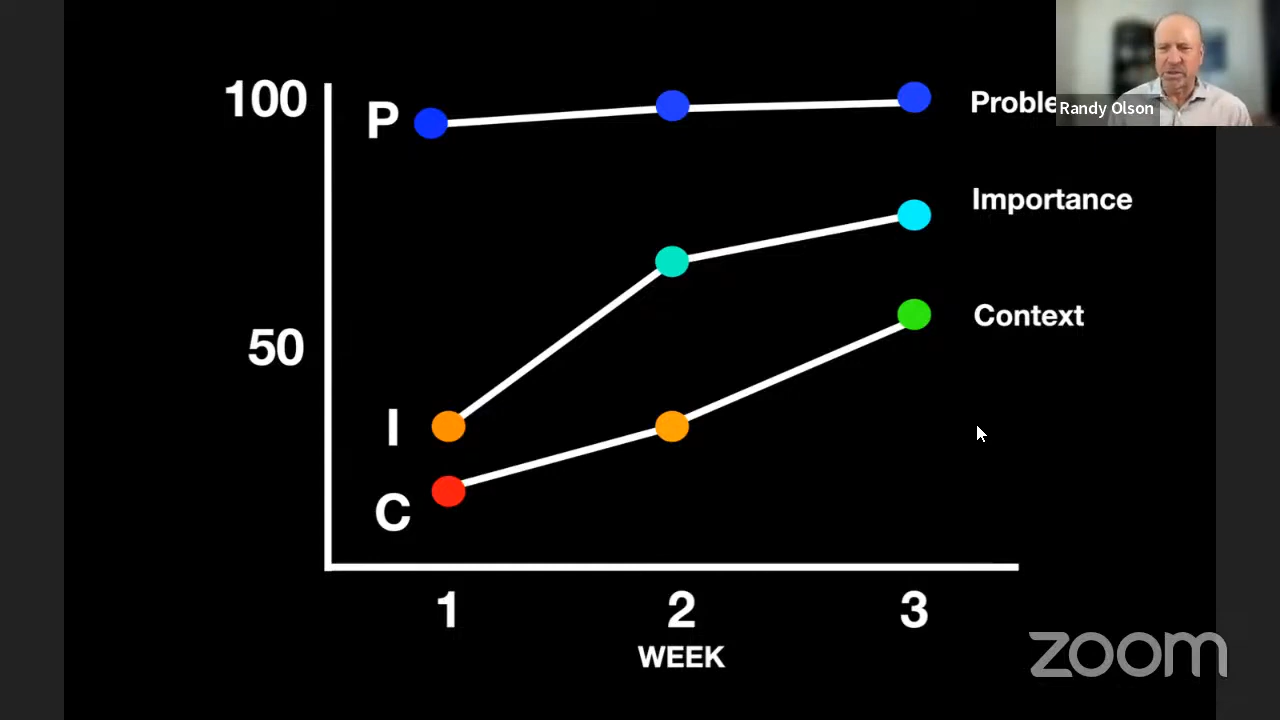 100
P
Proble
Randy Olson
Importance
50
Context
I
C
1 2 3
WEEK
zoom